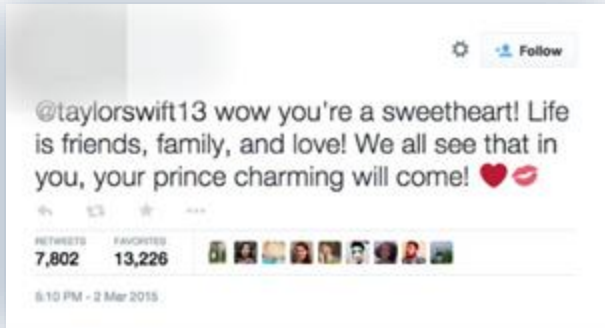 Follow
@taylorswift13 wow you're a sweetheart! Life
is friends, family, and love! We all see that in
you, your prince charming will come! ❤️💋
RETWEETS FAVORITES
7,802 13,226
5:10 PM - 2 Mar 2015